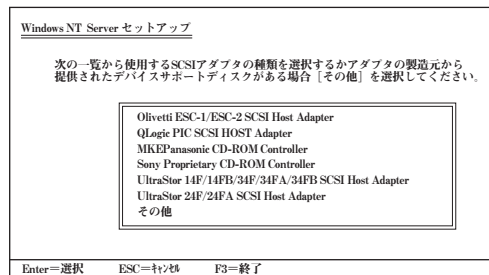 Windows NT Server セットアップ
次の一覧から使用するSCSIアダプタの種類を選択するかアダプタの製造元から
提供されたデバイスサポートディスクがある場合［その他］を選択してください。
Olivetti ESC-1/ESC-2 SCSI Host Adapter
QLogic PIC SCSI HOST Adapter
MKEPanasonic CD-ROM Controller
Sony Proprietary CD-ROM Controller
UltraStor 14F/14FB/34F/34FA/34FB SCSI Host Adapter
UltraStor 24F/24FA SCSI Host Adapter
その他
Enter＝選択 ESC＝ｷｬﾝｾﾙ F3＝終了